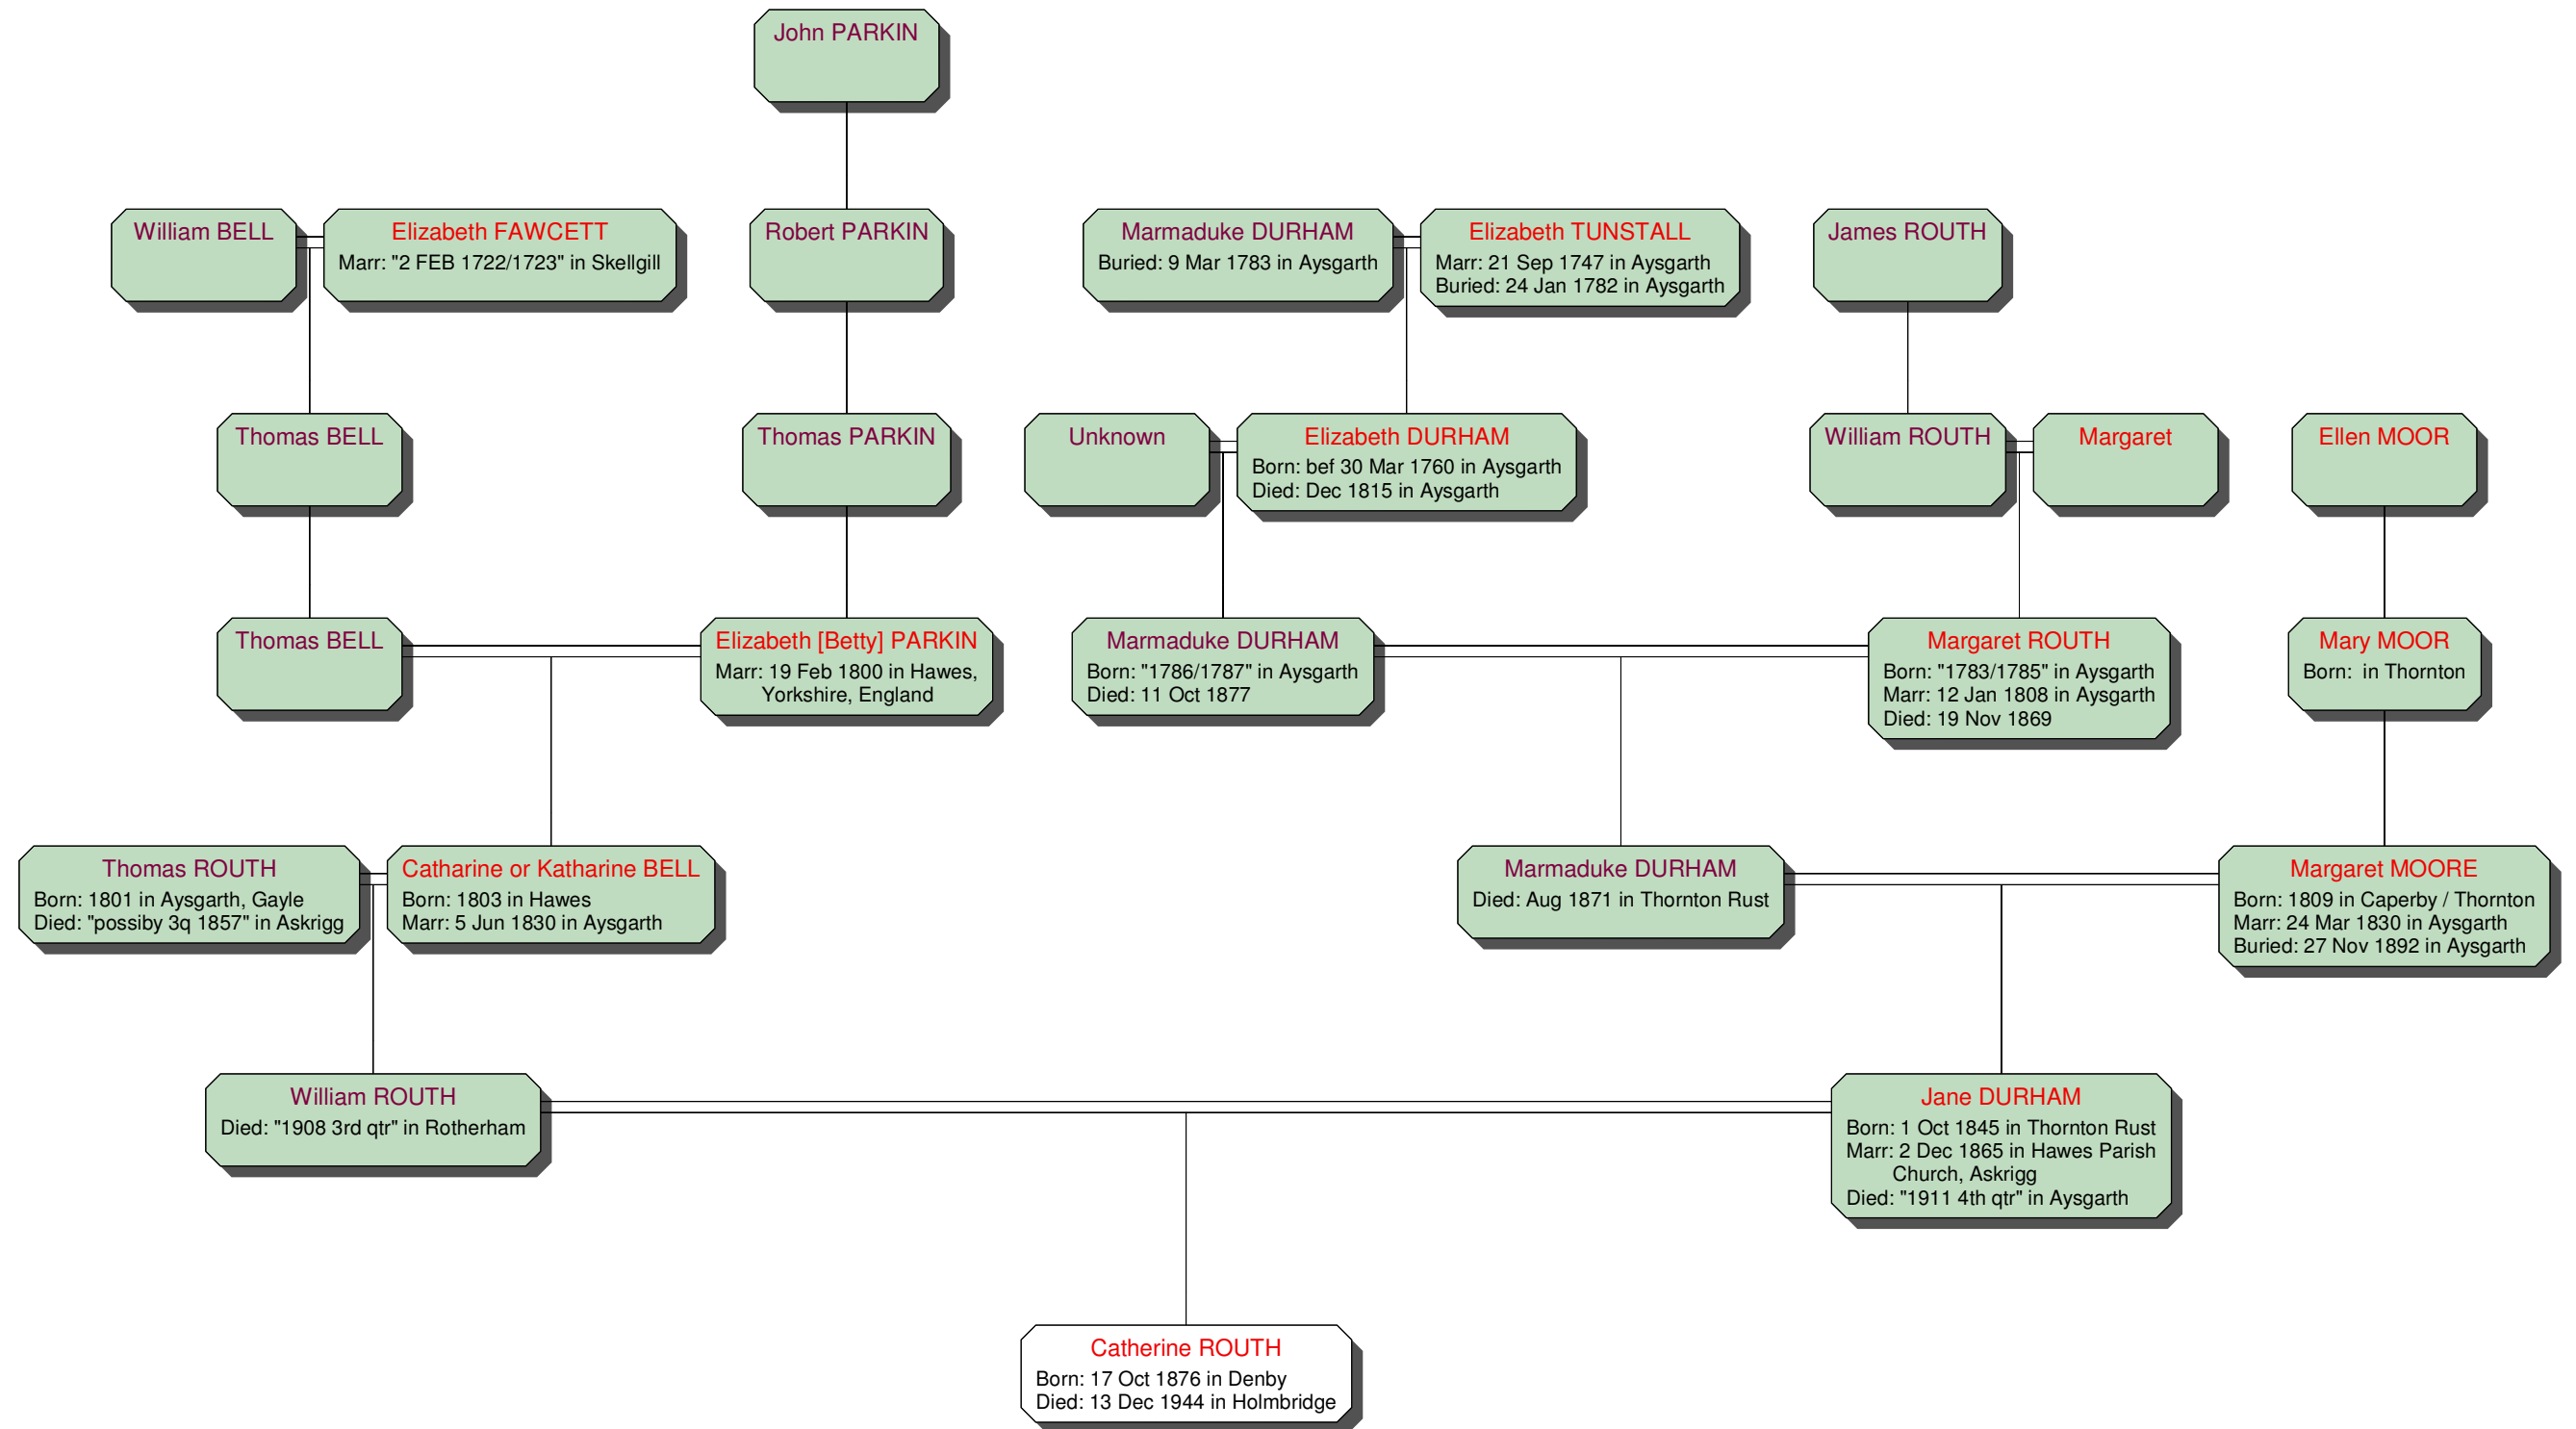 John PARKIN
William BELL
Elizabeth FAWCETT
Marr: "2 FEB 1722/1723" in Skellgill
Robert PARKIN
Marmaduke DURHAM
Buried: 9 Mar 1783 in Aysgarth
Elizabeth TUNSTALL
Marr: 21 Sep 1747 in Aysgarth
Buried: 24 Jan 1782 in Aysgarth
James ROUTH
Thomas BELL
Thomas PARKIN
Unknown
Elizabeth DURHAM
Born: bef 30 Mar 1760 in Aysgarth
Died: Dec 1815 in Aysgarth
William ROUTH
Margaret
Ellen MOOR
Thomas BELL
Elizabeth [Betty] PARKIN
Marr: 19 Feb 1800 in Hawes,
Yorkshire, England
Marmaduke DURHAM
Born: "1786/1787" in Aysgarth
Died: 11 Oct 1877
Margaret ROUTH
Born: "1783/1785" in Aysgarth
Marr: 12 Jan 1808 in Aysgarth
Died: 19 Nov 1869
Mary MOOR
Born:  in Thornton
Thomas ROUTH
Born: 1801 in Aysgarth, Gayle
Died: "possiby 3q 1857" in Askrigg
Catharine or Katharine BELL
Born: 1803 in Hawes
Marr: 5 Jun 1830 in Aysgarth
Marmaduke DURHAM
Died: Aug 1871 in Thornton Rust
Margaret MOORE
Born: 1809 in Caperby / Thornton
Marr: 24 Mar 1830 in Aysgarth
Buried: 27 Nov 1892 in Aysgarth
William ROUTH
Died: "1908 3rd qtr" in Rotherham
Jane DURHAM
Born: 1 Oct 1845 in Thornton Rust
Marr: 2 Dec 1865 in Hawes Parish
Church, Askrigg
Died: "1911 4th qtr" in Aysgarth
Catherine ROUTH
Born: 17 Oct 1876 in Denby
Died: 13 Dec 1944 in Holmbridge